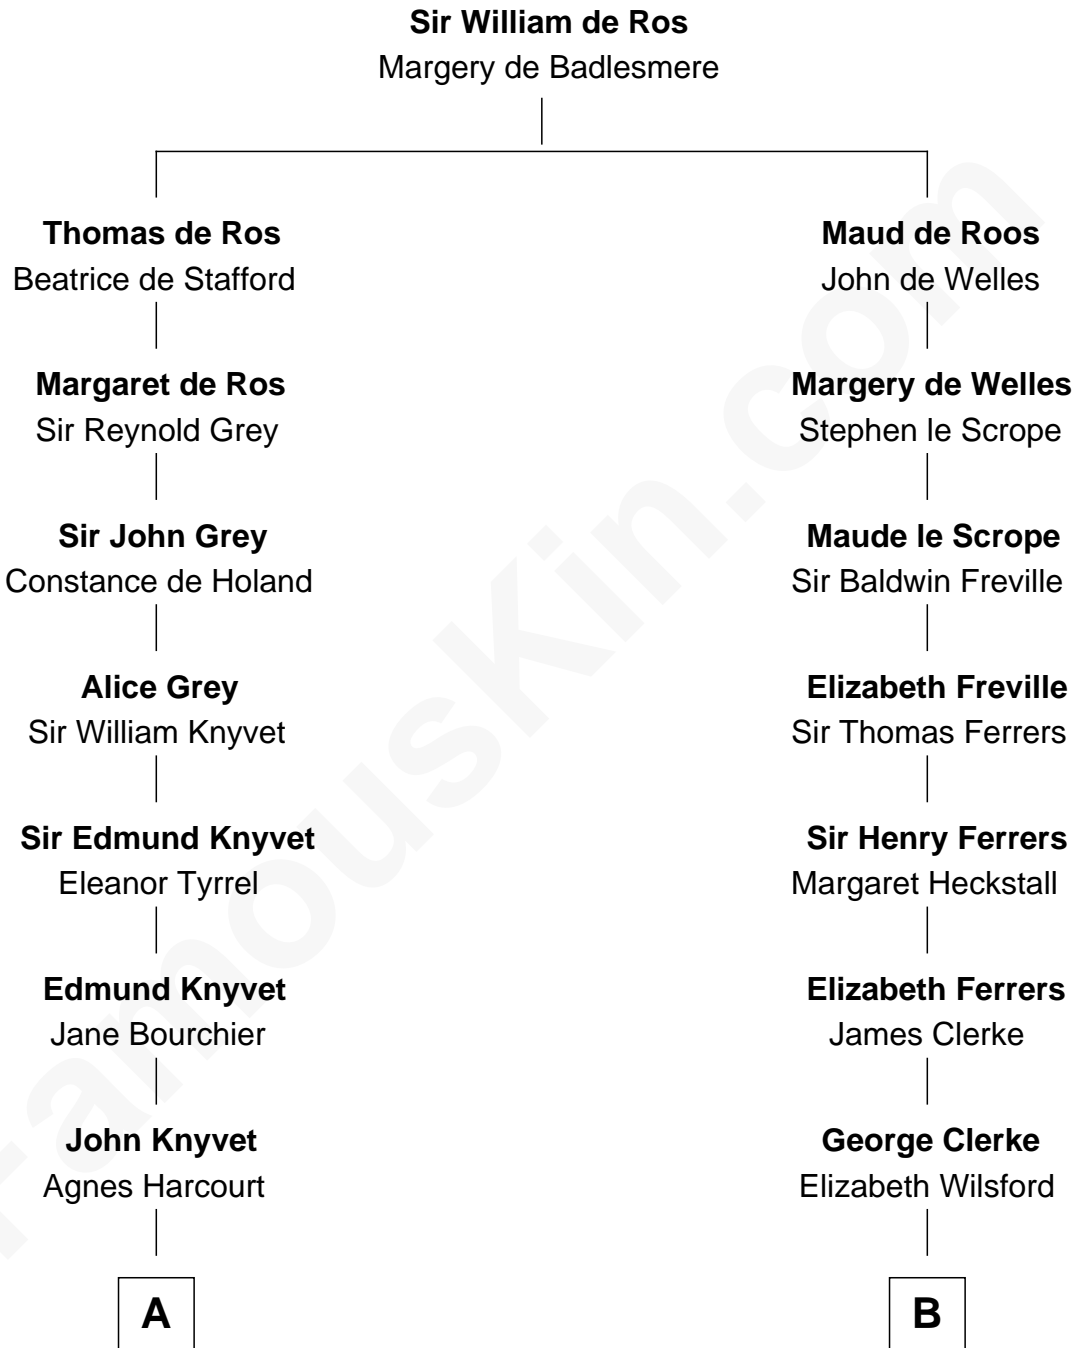 Sir William de Ros
Margery de Badlesmere
Thomas de Ros
Beatrice de Stafford
Margaret de Ros
Sir Reynold Grey
Sir John Grey
Constance de Holand
Alice Grey
Sir William Knyvet
Sir Edmund Knyvet
Eleanor Tyrrel
Edmund Knyvet
Jane Bourchier
John Knyvet
Agnes Harcourt
A
Maud de Roos
John de Welles
Margery de Welles
Stephen le Scrope
Maude le Scrope
Sir Baldwin Freville
Elizabeth Freville
Sir Thomas Ferrers
Sir Henry Ferrers
Margaret Heckstall
Elizabeth Ferrers
James Clerke
George Clerke
Elizabeth Wilsford
B
FamousKin.com